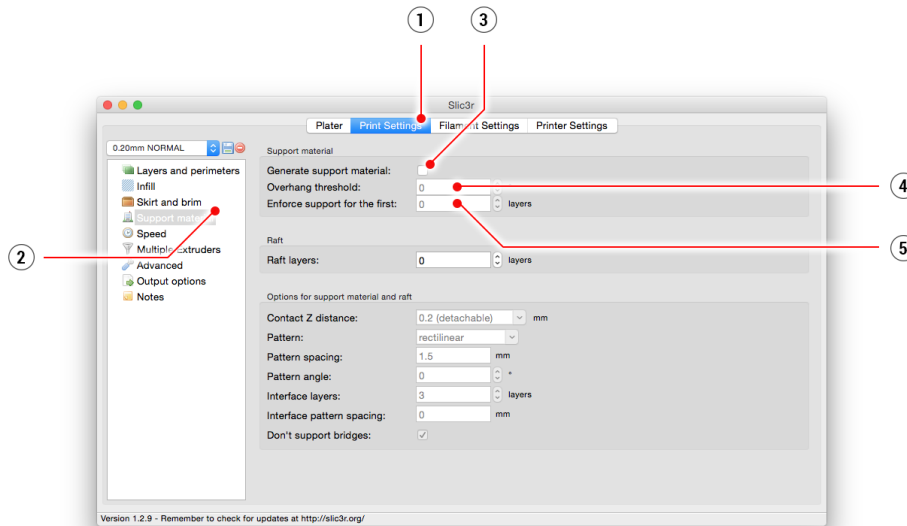 1
3
Slic3r
Plater Print Settings Filament Settings Printer Settings
0.20mm NORMAL
Layers and perimeters
Infill
Skirt and brim
Support material
Speed
Multiple Extruders
Advanced
Output options
Notes
2
Support material
Generate support material:
Overhang threshold: 0 °
4
Enforce support for the first: 0 layers
5
Raft
Raft layers: 0 layers
Options for support material and raft
Contact Z distance: 0.2 (detachable) mm
Pattern: rectilinear
Pattern spacing: 1.5 mm
Pattern angle: 0 °
Interface layers: 3 layers
Interface pattern spacing: 0 mm
Don't support bridges:
Version 1.2.9 - Remember to check for updates at http://slic3r.org/